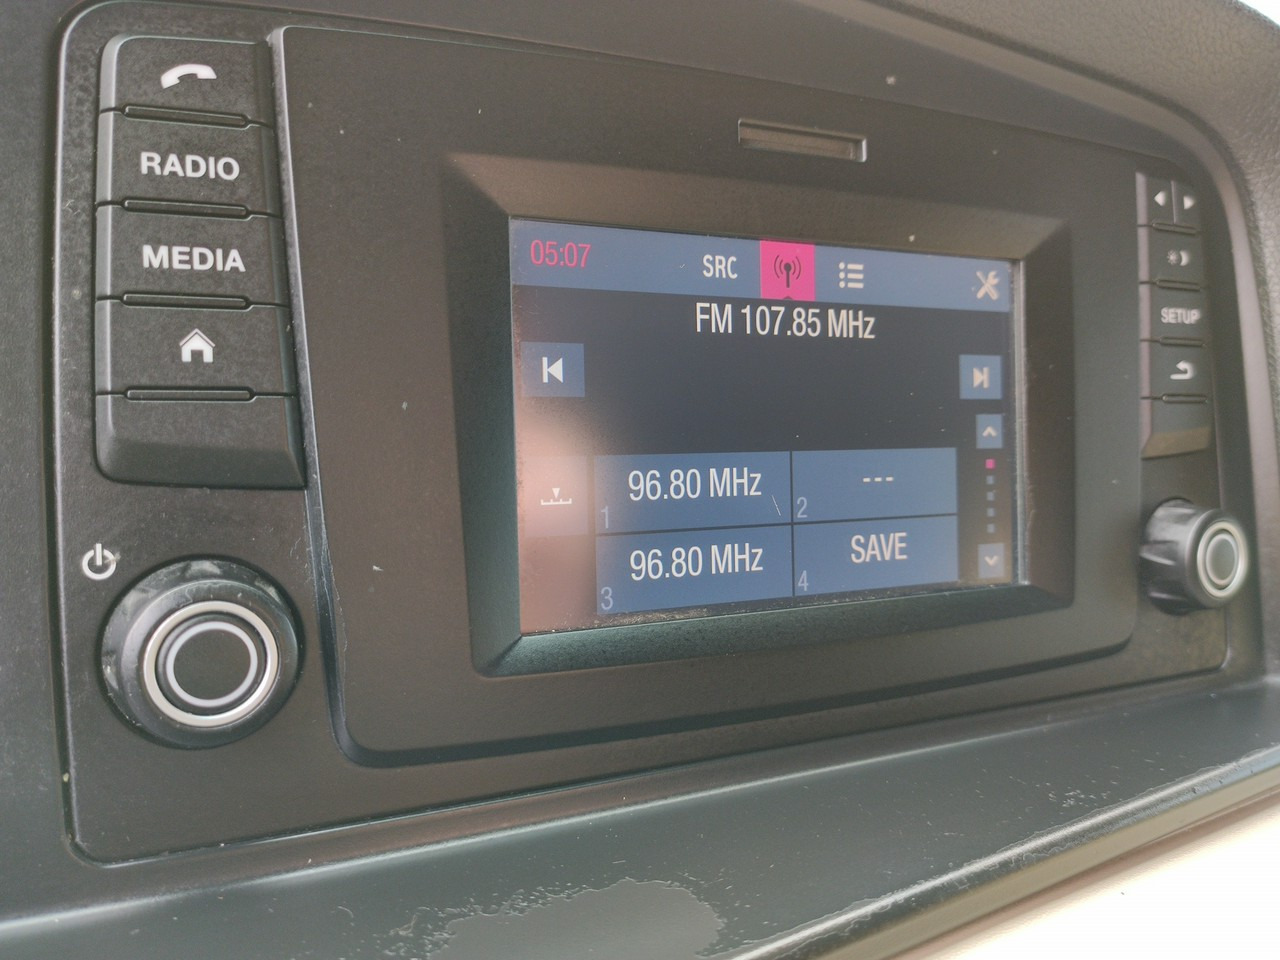 RADIO
MEDIA
05:07
SRC
FM 107.85 MHz
96.80 MHz
1
---
2
96.80 MHz
3
SAVE
4
SETUP